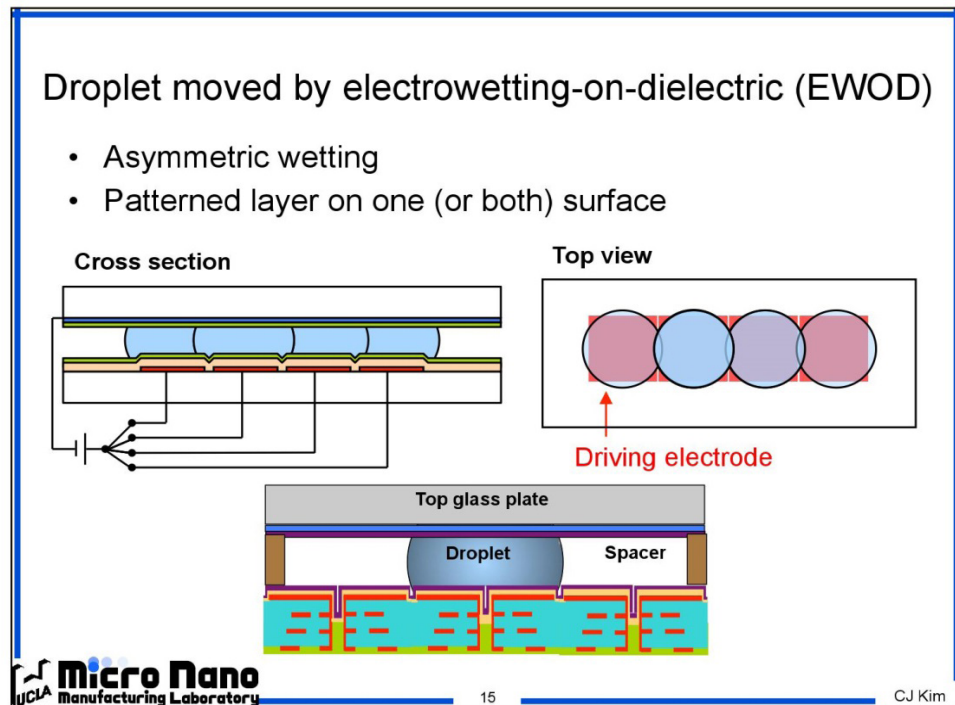 Droplet moved by electrowetting-on-dielectric (EWOD)
• Asymmetric wetting
• Patterned layer on one (or both) surface
Cross section
Top view
Driving electrode
Top glass plate
Droplet
Spacer
UCLA
Micro Nano
Manufacturing Laboratory
15
CJ Kim